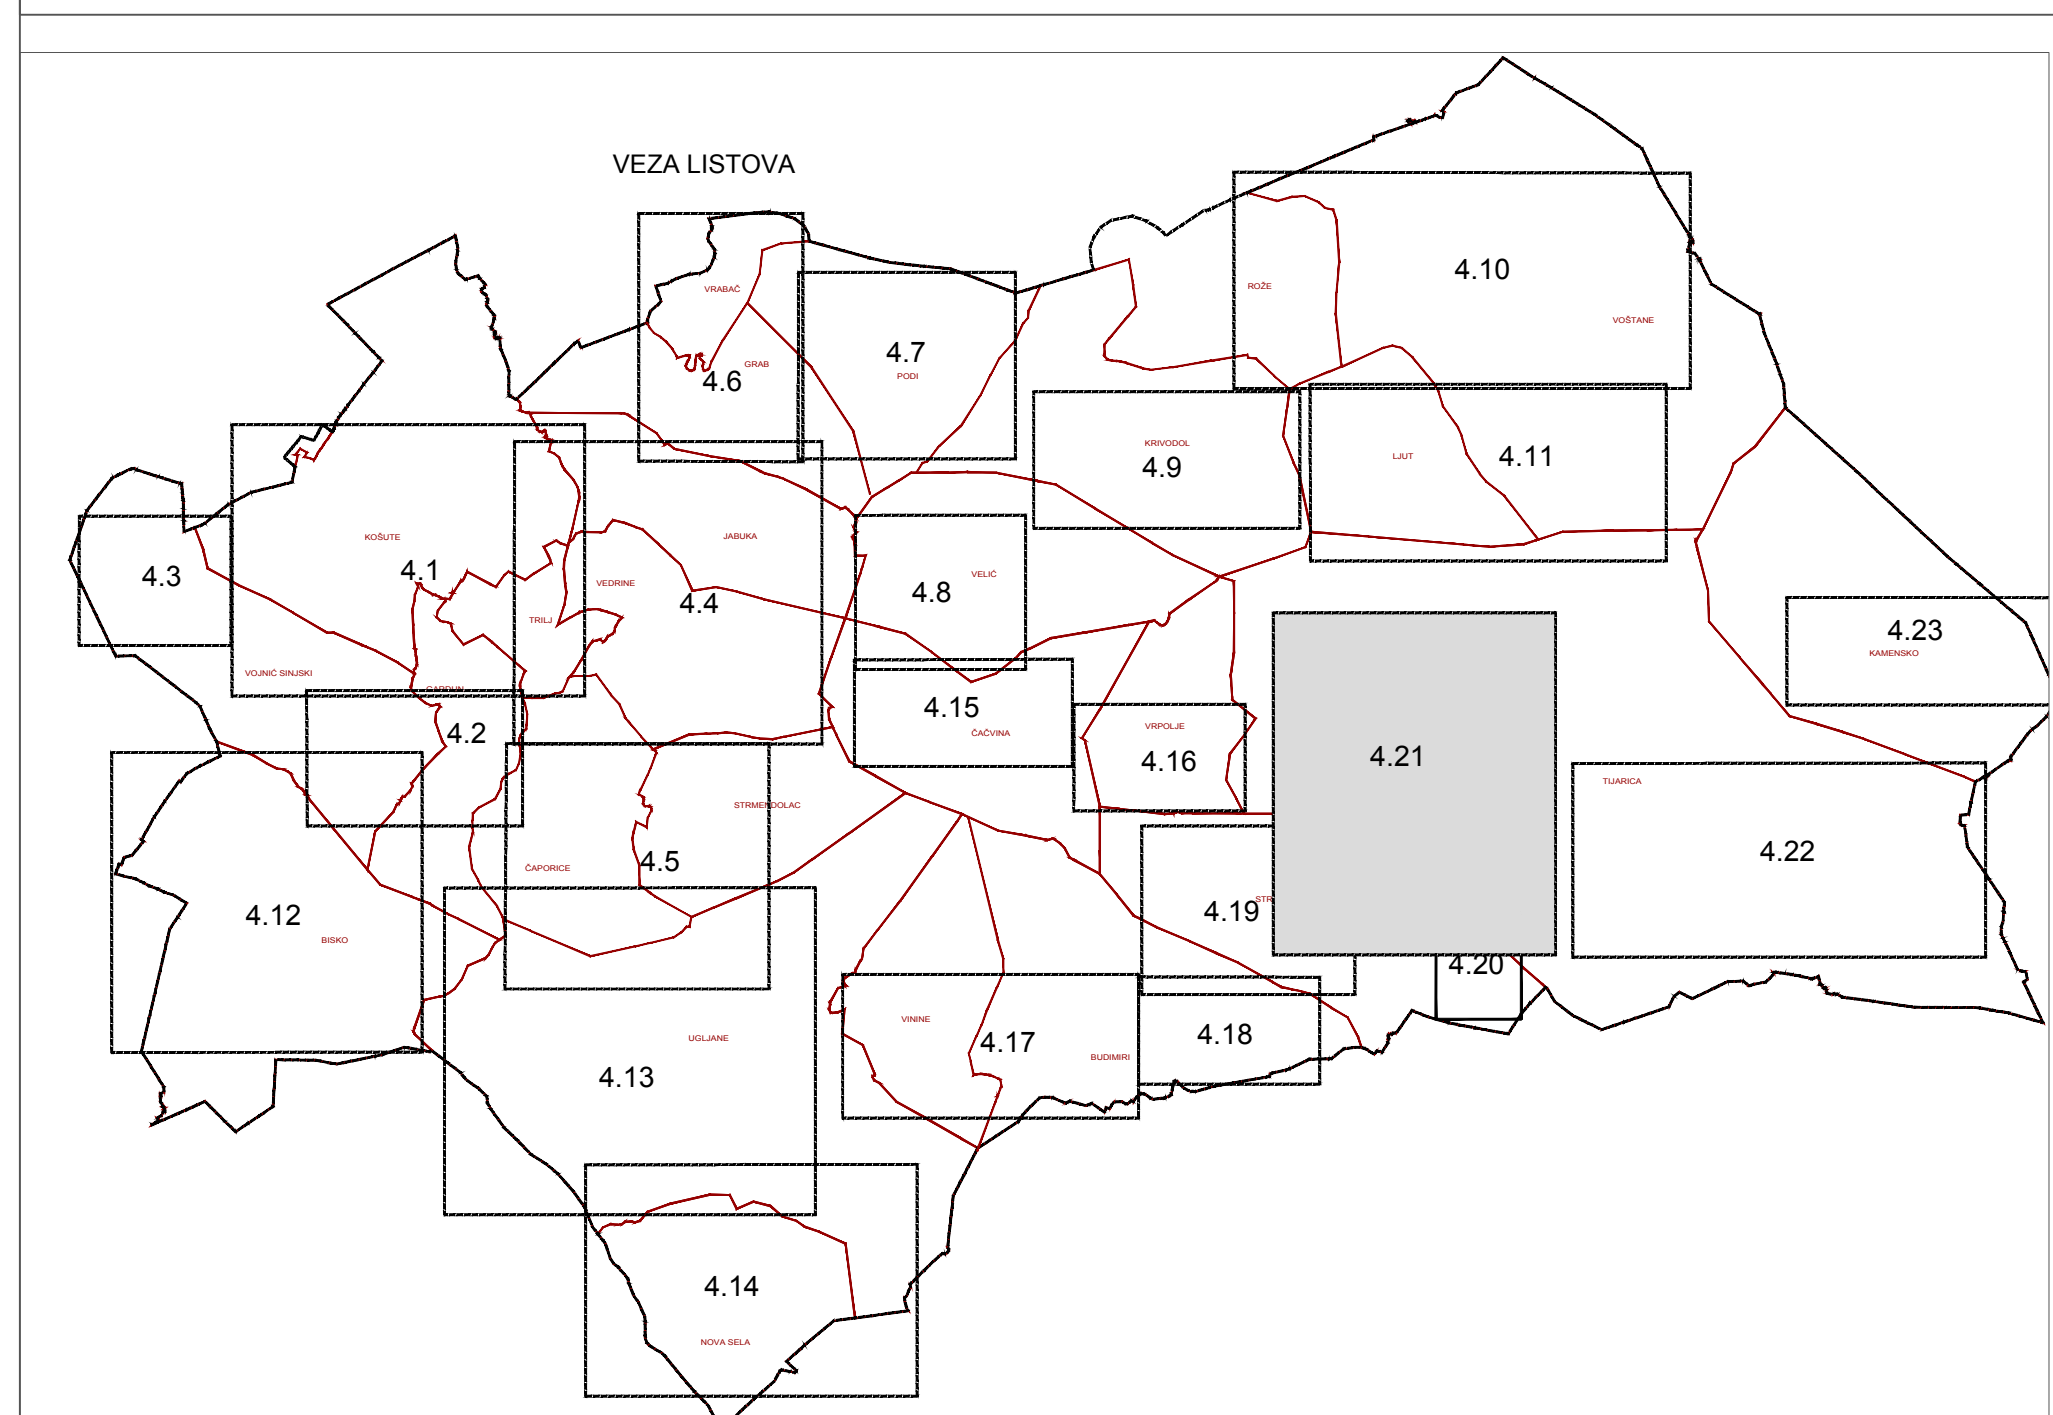 VEZA LISTOVA
4.10
VRABAČ
ROŽE
VOŠTANE
4.7
GRAB
4.6
PODI
KRIVODOL
4.9
LJUT
4.11
KOŠUTE
JABUKA
4.3
4.1
VEDRINE
VELIĆ
4.8
4.4
TRILJ
4.23
KAMENSKO
VOJNIĆ SINJSKI
GARDUN
4.15
4.2
ČAČVINA
VRPOLJE
4.16
4.21
TIJARICA
STRMENDOLAC
4.22
4.5
ČAPORICE
STR
4.19
4.12
BISKO
4.20
VININE
4.18
UGLJANE
4.17
BUDIMIRI
4.13
4.14
NOVA SELA